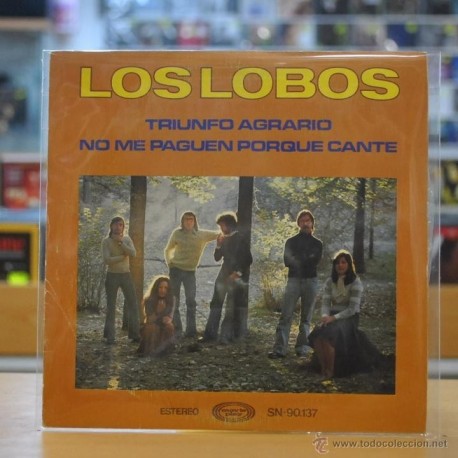 LOS LOBOS
TRIUNFO AGRARIO
NO ME PAGUEN PORQUE CANTE
ESTEREO SN-90.137
© www.todocoleccion.net